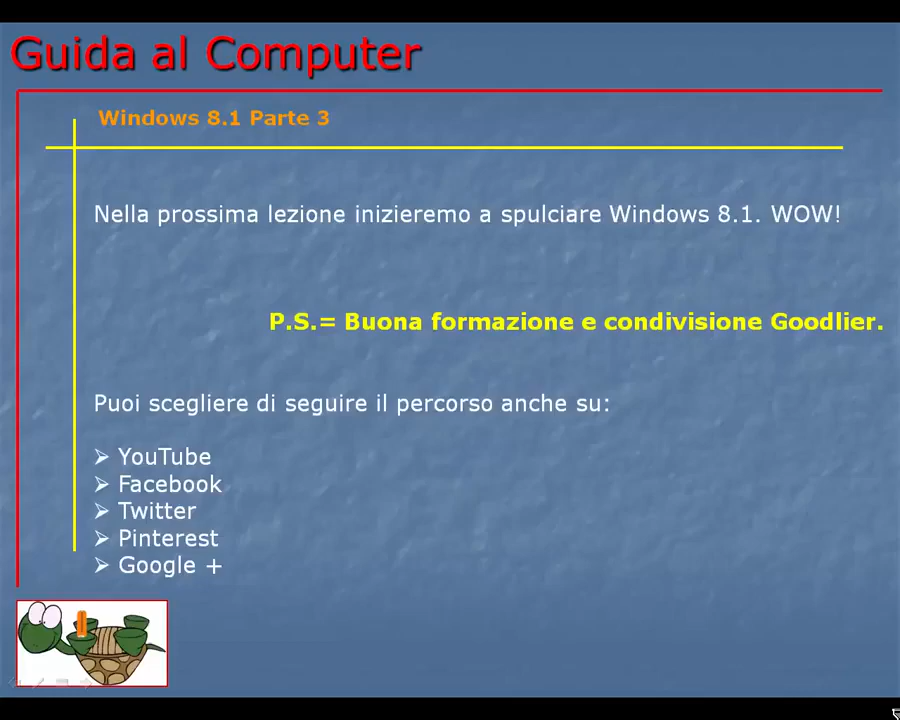 Guida al Computer
Windows 8.1 Parte 3
Nella prossima lezione inizieremo a spulciare Windows 8.1. WOW!
P.S.= Buona formazione e condivisione Goodlier.
Puoi scegliere di seguire il percorso anche su:
➢ YouTube
➢ Facebook
➢ Twitter
➢ Pinterest
➢ Google +